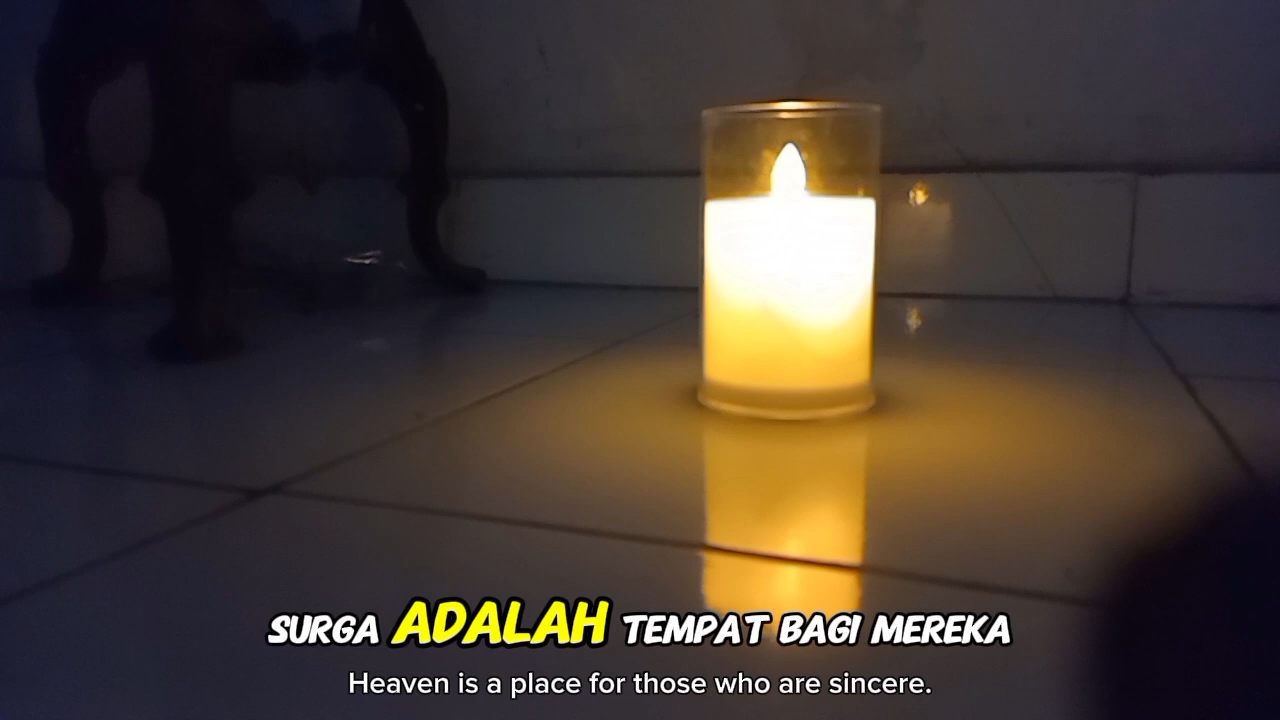 SURGA ADALAH TEMPAT BAGI MEREKA
Heaven is a place for those who are sincere.